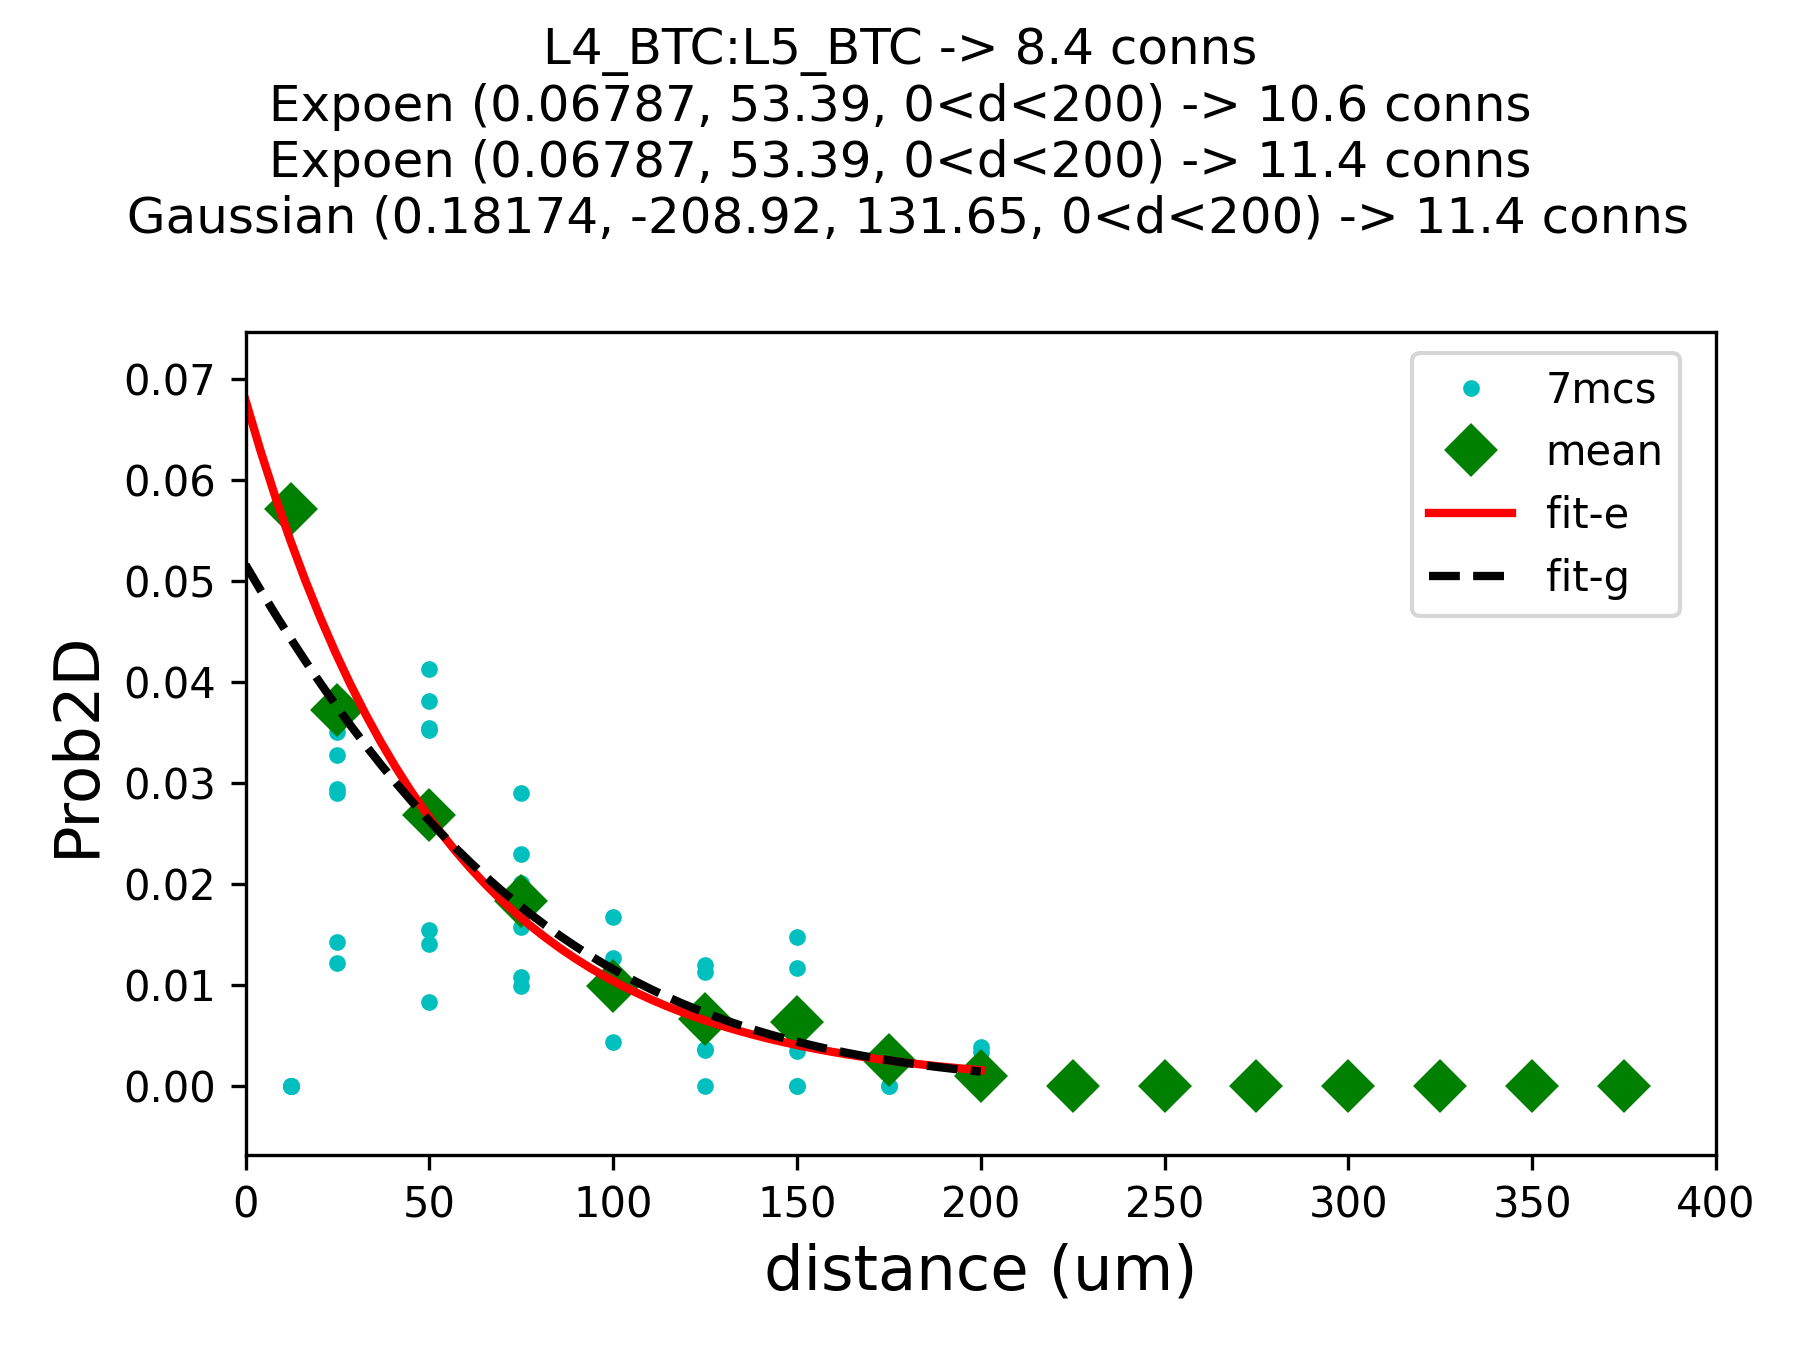 L4_BTC:L5_BTC -> 8.4 conns
Expoen (0.06787, 53.39, 0<d<200) -> 10.6 conns
Expoen (0.06787, 53.39, 0<d<200) -> 11.4 conns
Gaussian (0.18174, -208.92, 131.65, 0<d<200) -> 11.4 conns
7mcs
mean
fit-e
fit-g
Prob2D
0.07
0.06
0.05
0.04
0.03
0.02
0.01
0.00
0 50 100 150 200 250 300 350 400
distance (um)